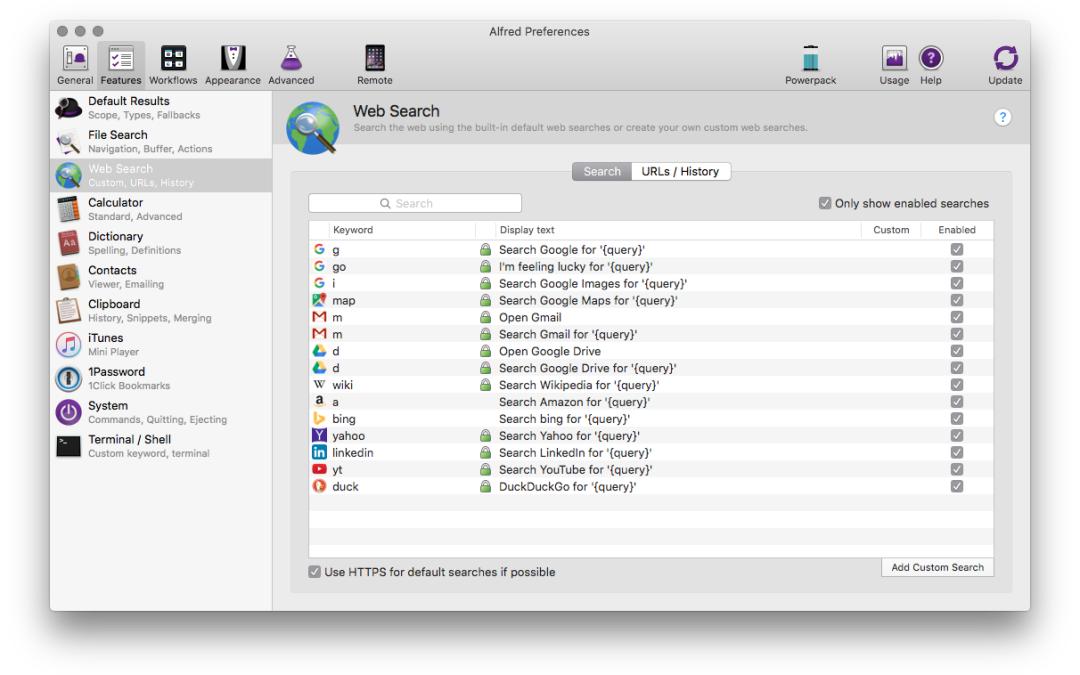 Alfred Preferences
General Features Workflows Appearance Advanced Remote Powerpack Usage Help Update
Default Results
Scope, Types, Fallbacks
File Search
Navigation, Buffer, Actions
Web Search
Custom, URLs, History
Calculator
Standard, Advanced
Dictionary
Spelling, Definitions
Contacts
Viewer, Emailing
Clipboard
History, Snippets, Merging
iTunes
Mini Player
1Password
1Click Bookmarks
System
Commands, Quitting, Ejecting
Terminal / Shell
Custom keyword, terminal
Web Search
Search the web using the built-in default web searches or create your own custom web searches.
?
Search URLs / History
Search
Only show enabled searches
Keyword Display text Custom Enabled
g Search Google for '{query}'
go I'm feeling lucky for '{query}'
i Search Google Images for '{query}'
map Search Google Maps for '{query}'
m Open Gmail
m Search Gmail for '{query}'
d Open Google Drive
d Search Google Drive for '{query}'
wiki Search Wikipedia for '{query}'
a Search Amazon for '{query}'
bing Search bing for '{query}'
yahoo Search Yahoo for '{query}'
linkedin Search LinkedIn for '{query}'
yt Search YouTube for '{query}'
duck DuckDuckGo for '{query}'
Use HTTPS for default searches if possible
Add Custom Search